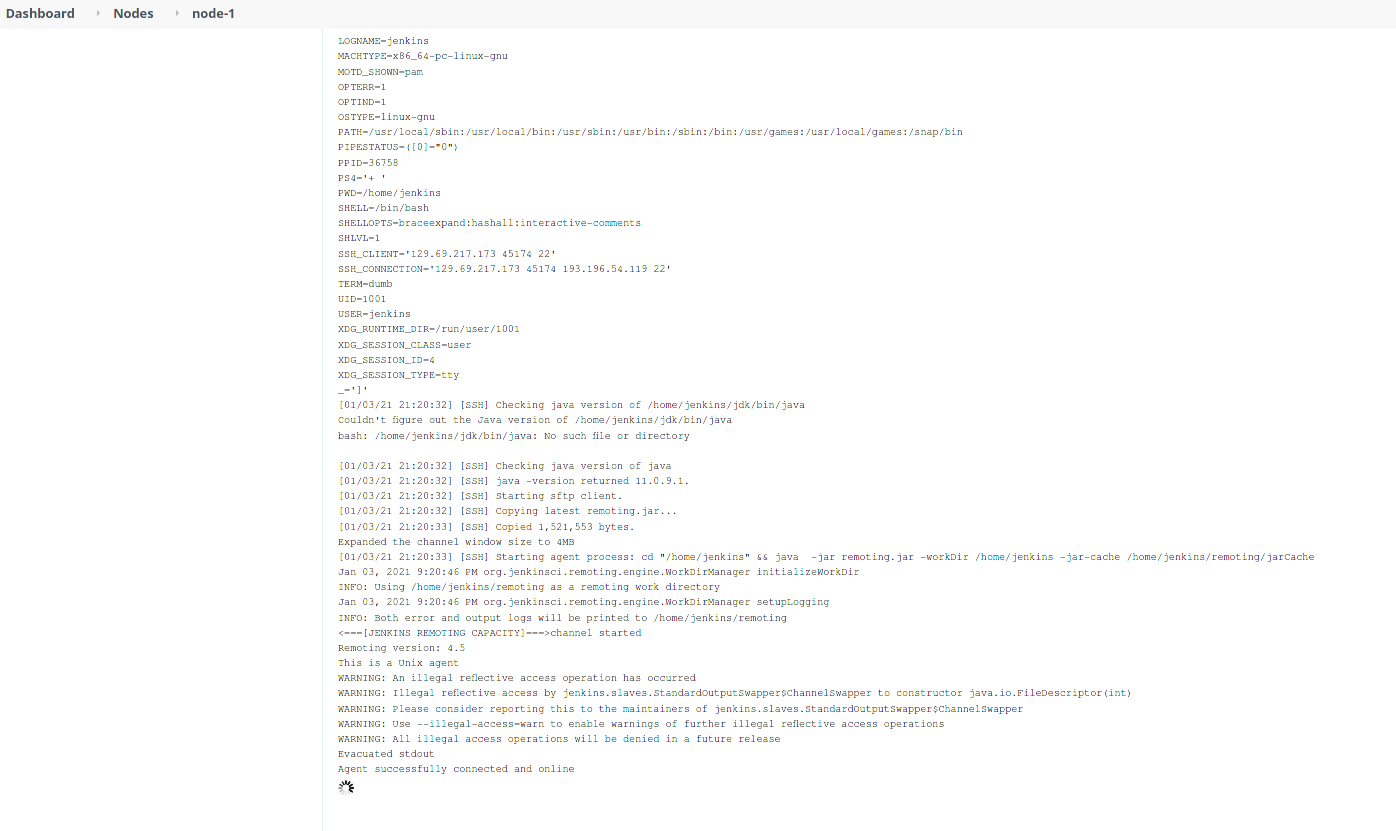 Dashboard Nodes node-1
LOGNAME=jenkins
MACHTYPE=x86_64-pc-linux-gnu
MOTD_SHOWN=pam
OPTERR=1
OPTIND=1
OSTYPE=linux-gnu
PATH=/usr/local/sbin:/usr/local/bin:/usr/sbin:/usr/bin:/sbin:/bin:/usr/games:/usr/local/games:/snap/bin
PIPESTATUS=([0]="0")
PPID=36758
PS4='+ '
PWD=/home/jenkins
SHELL=/bin/bash
SHELLOPTS=braceexpand:hashall:interactive-comments
SHLVL=1
SSH_CLIENT='129.69.217.173 45174 22'
SSH_CONNECTION='129.69.217.173 45174 193.196.54.119 22'
TERM=dumb
UID=1001
USER=jenkins
XDG_RUNTIME_DIR=/run/user/1001
XDG_SESSION_CLASS=user
XDG_SESSION_ID=4
XDG_SESSION_TYPE=tty
_=']'
[01/03/21 21:20:32] [SSH] Checking java version of /home/jenkins/jdk/bin/java
Couldn't figure out the Java version of /home/jenkins/jdk/bin/java
bash: /home/jenkins/jdk/bin/java: No such file or directory
[01/03/21 21:20:32] [SSH] Checking java version of java
[01/03/21 21:20:32] [SSH] java -version returned 11.0.9.1.
[01/03/21 21:20:32] [SSH] Starting sftp client.
[01/03/21 21:20:32] [SSH] Copying latest remoting.jar...
[01/03/21 21:20:33] [SSH] Copied 1,521,553 bytes.
Expanded the channel window size to 4MB
[01/03/21 21:20:33] [SSH] Starting agent process: cd "/home/jenkins" && java  -jar remoting.jar -workDir /home/jenkins -jar-cache /home/jenkins/remoting/jarCache
Jan 03, 2021 9:20:46 PM org.jenkinsci.remoting.engine.WorkDirManager initializeWorkDir
INFO: Using /home/jenkins/remoting as a remoting work directory
Jan 03, 2021 9:20:46 PM org.jenkinsci.remoting.engine.WorkDirManager setupLogging
INFO: Both error and output logs will be printed to /home/jenkins/remoting
<===[JENKINS REMOTING CAPACITY]===>channel started
Remoting version: 4.5
This is a Unix agent
WARNING: An illegal reflective access operation has occurred
WARNING: Illegal reflective access by jenkins.slaves.StandardOutputSwapper$ChannelSwapper to constructor java.io.FileDescriptor(int)
WARNING: Please consider reporting this to the maintainers of jenkins.slaves.StandardOutputSwapper$ChannelSwapper
WARNING: Use --illegal-access=warn to enable warnings of further illegal reflective access operations
WARNING: All illegal access operations will be denied in a future release
Evacuated stdout
Agent successfully connected and online